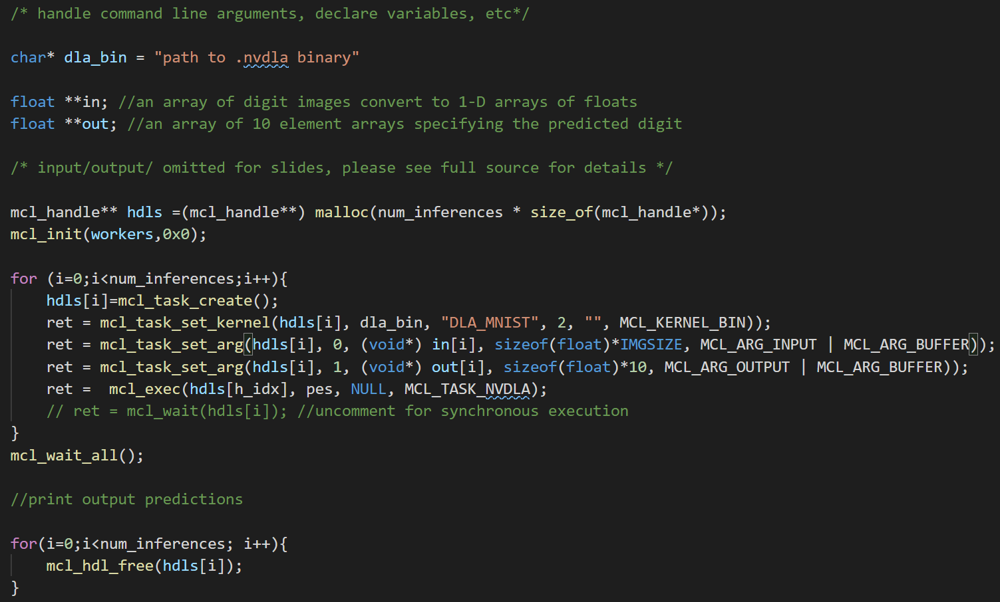 /* handle command line arguments, declare variables, etc*/
char* dla_bin = "path to .nvdla binary"
float **in; //an array of digit images convert to 1-D arrays of floats
float **out; //an array of 10 element arrays specifying the predicted digit
/* input/output/ omitted for slides, please see full source for details */
mcl_handle** hdls =(mcl_handle**) malloc(num_inferences * size_of(mcl_handle*));
mcl_init(workers,0x0);
for (i=0;i<num_inferences;i++){
    hdls[i]=mcl_task_create();
    ret = mcl_task_set_kernel(hdls[i], dla_bin, "DLA_MNIST", 2, "", MCL_KERNEL_BIN));
    ret = mcl_task_set_arg(hdls[i], 0, (void*) in[i], sizeof(float)*IMGSIZE, MCL_ARG_INPUT | MCL_ARG_BUFFER));
    ret = mcl_task_set_arg(hdls[i], 1, (void*) out[i], sizeof(float)*10, MCL_ARG_OUTPUT | MCL_ARG_BUFFER));
    ret =  mcl_exec(hdls[h_idx], pes, NULL, MCL_TASK_NVDLA);
    // ret = mcl_wait(hdls[i]); //uncomment for synchronous execution
}
mcl_wait_all();
//print output predictions
for(i=0;i<num_inferences; i++){
    mcl_hdl_free(hdls[i]);
}